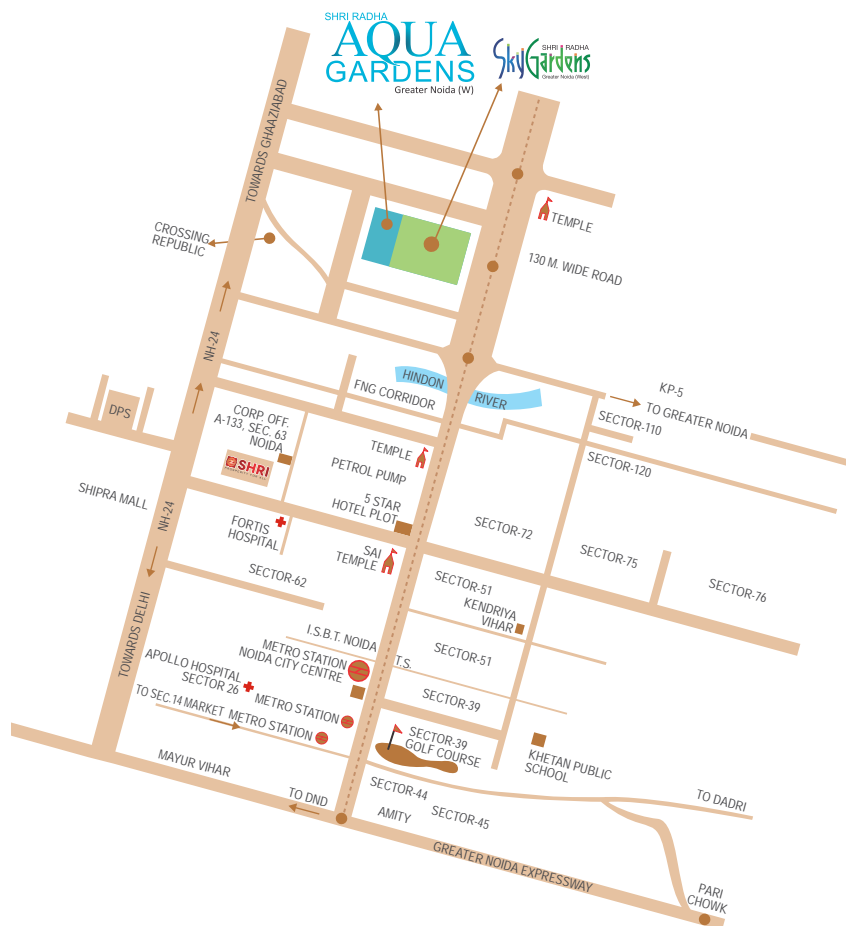 SHRI RADHA
AQUA
GARDENS
Greater Noida (W)
SHRI RADHA
SkyGardens
Greater Noida (West)
TOWARDS GHAAZIABAD
TEMPLE
CROSSING
REPUBLIC
130 M. WIDE ROAD
NH-24
HINDON
RIVER
FNG CORRIDOR
KP-5
TO GREATER NOIDA
DPS
CORP. OFF.
A-133, SEC. 63
NOIDA
SECTOR-110
SHRI
TEMPLE
PETROL PUMP
SECTOR-120
SHIPRA MALL
NH-24
5 STAR
HOTEL PLOT
FORTIS
HOSPITAL
SECTOR-72
SAI
TEMPLE
SECTOR-75
SECTOR-62
SECTOR-51
KENDRIYA
VIHAR
SECTOR-76
TOWARDS DELHI
I.S.B.T. NOIDA
T.S.
METRO STATION
NOIDA CITY CENTRE
SECTOR-51
APOLLO HOSPITAL
SECTOR 26
METRO STATION
SECTOR-39
TO SEC.14 MARKET
METRO STATION
SECTOR-39
GOLF COURSE
KHETAN PUBLIC
SCHOOL
MAYUR VIHAR
SECTOR-44
TO DND
AMITY
SECTOR-45
TO DADRI
GREATER NOIDA EXPRESSWAY
PARI
CHOWK